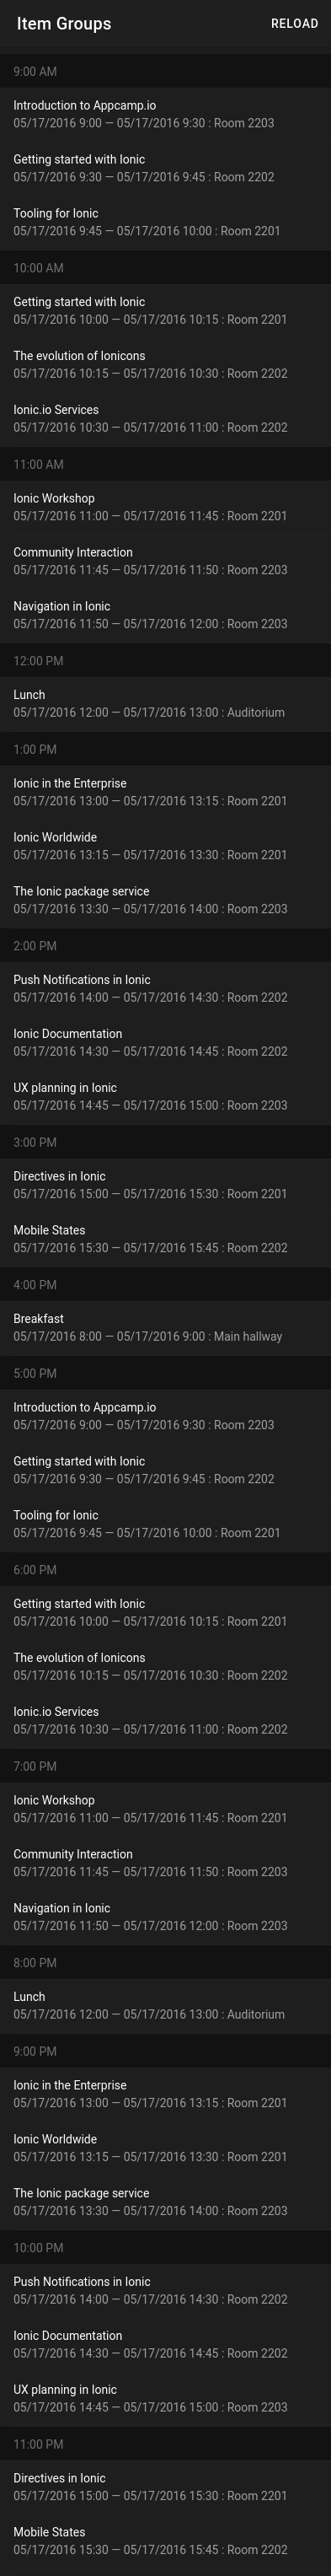 Item Groups
RELOAD
9:00 AM
Introduction to Appcamp.io
05/17/2016 9:00 — 05/17/2016 9:30 : Room 2203
Getting started with Ionic
05/17/2016 9:30 — 05/17/2016 9:45 : Room 2202
Tooling for Ionic
05/17/2016 9:45 — 05/17/2016 10:00 : Room 2201
10:00 AM
Getting started with Ionic
05/17/2016 10:00 — 05/17/2016 10:15 : Room 2201
The evolution of Ionicons
05/17/2016 10:15 — 05/17/2016 10:30 : Room 2202
Ionic.io Services
05/17/2016 10:30 — 05/17/2016 11:00 : Room 2202
11:00 AM
Ionic Workshop
05/17/2016 11:00 — 05/17/2016 11:45 : Room 2201
Community Interaction
05/17/2016 11:45 — 05/17/2016 11:50 : Room 2203
Navigation in Ionic
05/17/2016 11:50 — 05/17/2016 12:00 : Room 2203
12:00 PM
Lunch
05/17/2016 12:00 — 05/17/2016 13:00 : Auditorium
1:00 PM
Ionic in the Enterprise
05/17/2016 13:00 — 05/17/2016 13:15 : Room 2201
Ionic Worldwide
05/17/2016 13:15 — 05/17/2016 13:30 : Room 2201
The Ionic package service
05/17/2016 13:30 — 05/17/2016 14:00 : Room 2203
2:00 PM
Push Notifications in Ionic
05/17/2016 14:00 — 05/17/2016 14:30 : Room 2202
Ionic Documentation
05/17/2016 14:30 — 05/17/2016 14:45 : Room 2202
UX planning in Ionic
05/17/2016 14:45 — 05/17/2016 15:00 : Room 2203
3:00 PM
Directives in Ionic
05/17/2016 15:00 — 05/17/2016 15:30 : Room 2201
Mobile States
05/17/2016 15:30 — 05/17/2016 15:45 : Room 2202
4:00 PM
Breakfast
05/17/2016 8:00 — 05/17/2016 9:00 : Main hallway
5:00 PM
Introduction to Appcamp.io
05/17/2016 9:00 — 05/17/2016 9:30 : Room 2203
Getting started with Ionic
05/17/2016 9:30 — 05/17/2016 9:45 : Room 2202
Tooling for Ionic
05/17/2016 9:45 — 05/17/2016 10:00 : Room 2201
6:00 PM
Getting started with Ionic
05/17/2016 10:00 — 05/17/2016 10:15 : Room 2201
The evolution of Ionicons
05/17/2016 10:15 — 05/17/2016 10:30 : Room 2202
Ionic.io Services
05/17/2016 10:30 — 05/17/2016 11:00 : Room 2202
7:00 PM
Ionic Workshop
05/17/2016 11:00 — 05/17/2016 11:45 : Room 2201
Community Interaction
05/17/2016 11:45 — 05/17/2016 11:50 : Room 2203
Navigation in Ionic
05/17/2016 11:50 — 05/17/2016 12:00 : Room 2203
8:00 PM
Lunch
05/17/2016 12:00 — 05/17/2016 13:00 : Auditorium
9:00 PM
Ionic in the Enterprise
05/17/2016 13:00 — 05/17/2016 13:15 : Room 2201
Ionic Worldwide
05/17/2016 13:15 — 05/17/2016 13:30 : Room 2201
The Ionic package service
05/17/2016 13:30 — 05/17/2016 14:00 : Room 2203
10:00 PM
Push Notifications in Ionic
05/17/2016 14:00 — 05/17/2016 14:30 : Room 2202
Ionic Documentation
05/17/2016 14:30 — 05/17/2016 14:45 : Room 2202
UX planning in Ionic
05/17/2016 14:45 — 05/17/2016 15:00 : Room 2203
11:00 PM
Directives in Ionic
05/17/2016 15:00 — 05/17/2016 15:30 : Room 2201
Mobile States
05/17/2016 15:30 — 05/17/2016 15:45 : Room 2202